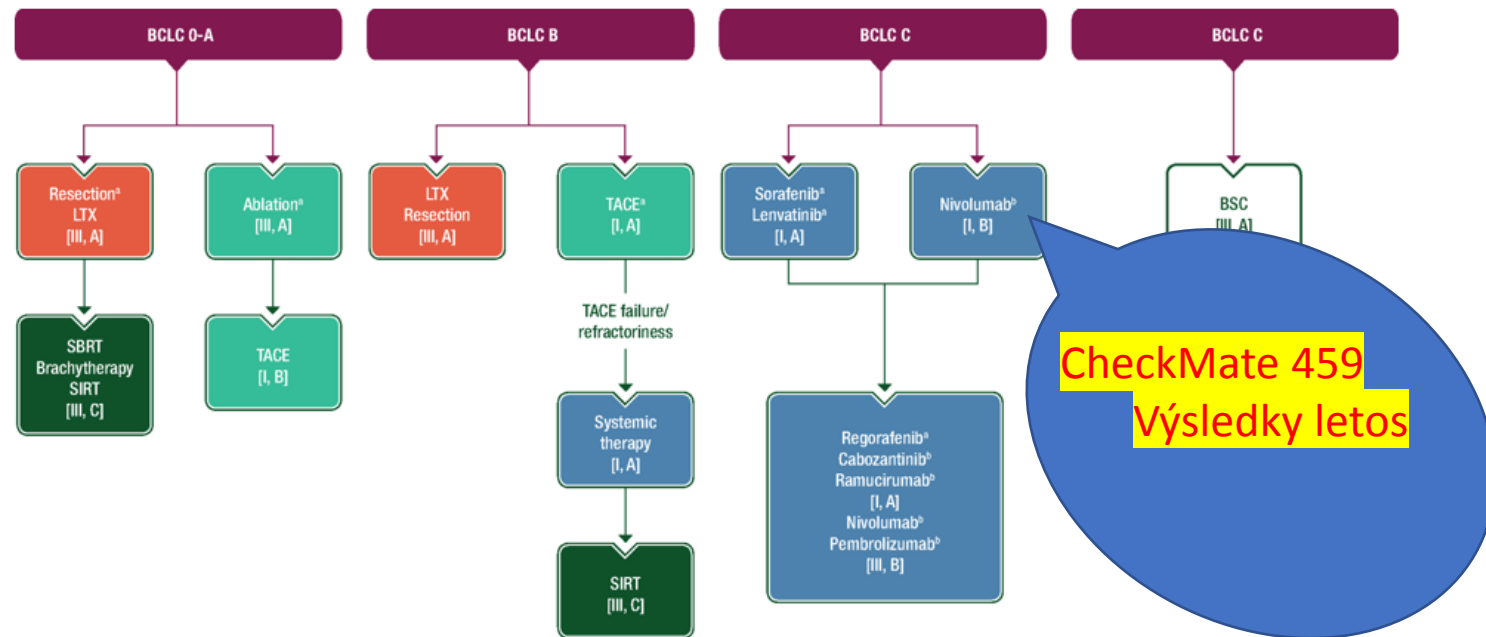 BCLC 0-A
BCLC B
BCLC C
BCLC C
Resectionᵃ
LTX
[III, A]
Ablationᵃ
[III, A]
LTX
Resection
[III, A]
TACEᵃ
[I, A]
Sorafenibᵃ
Lenvatinibᵃ
[I, A]
Nivolumabᵇ
[I, B]
BSC
[III, A]
SBRT
Brachytherapy
SIRT
[III, C]
TACE
[I, B]
TACE failure/
refractoriness
Systemic
therapy
[I, A]
SIRT
[III, C]
Regorafenibᵃ
Cabozantinibᵇ
Ramucirumabᵇ
[I, A]
Nivolumabᵇ
Pembrolizumabᵇ
[III, B]
CheckMate 459
Výsledky letos